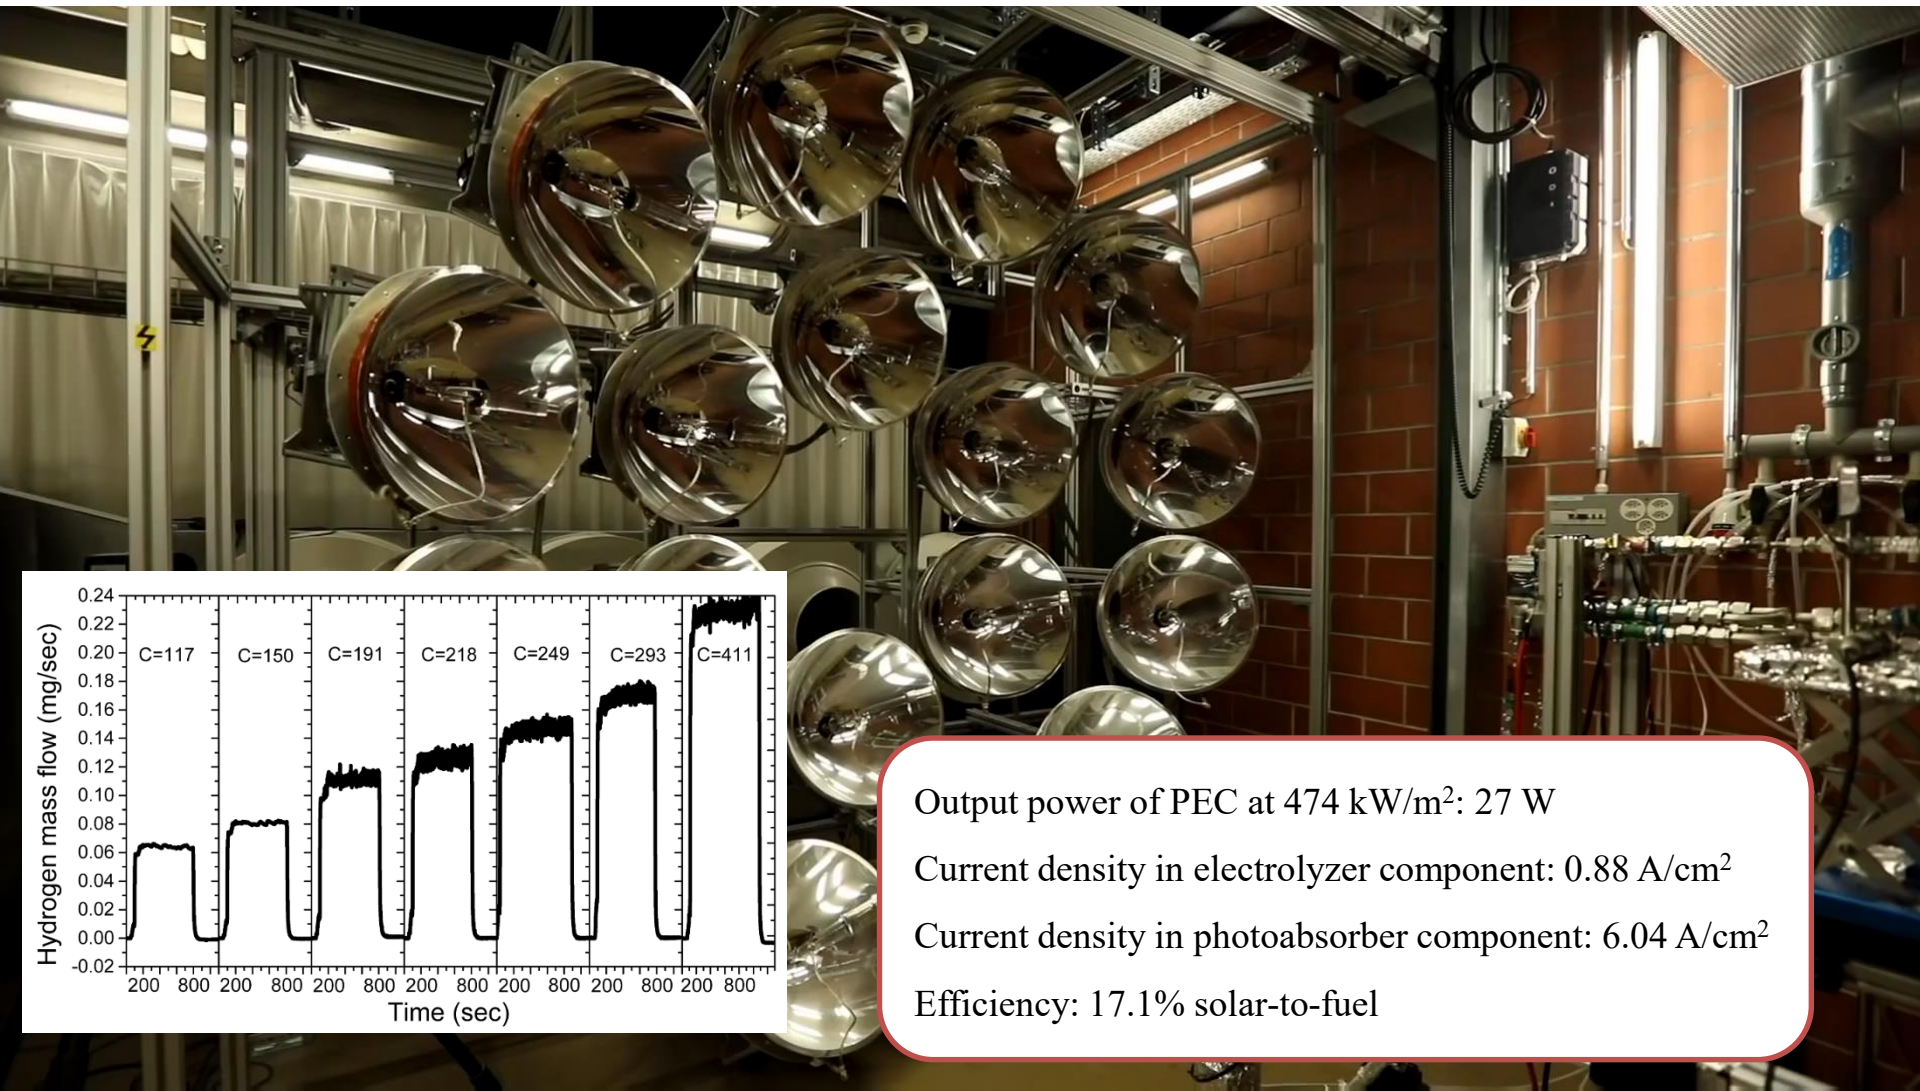 0.24
0.22
0.20
0.18
0.16
0.14
0.12
0.10
0.08
0.06
0.04
0.02
0.00
-0.02
Hydrogen mass flow (mg/sec)
C=117 C=150 C=191 C=218 C=249 C=293 C=411
200 800 200 800 200 800 200 800 200 800 200 800 200 800
Time (sec)
Output power of PEC at 474 kW/m²: 27 W
Current density in electrolyzer component: 0.88 A/cm²
Current density in photoabsorber component: 6.04 A/cm²
Efficiency: 17.1% solar-to-fuel